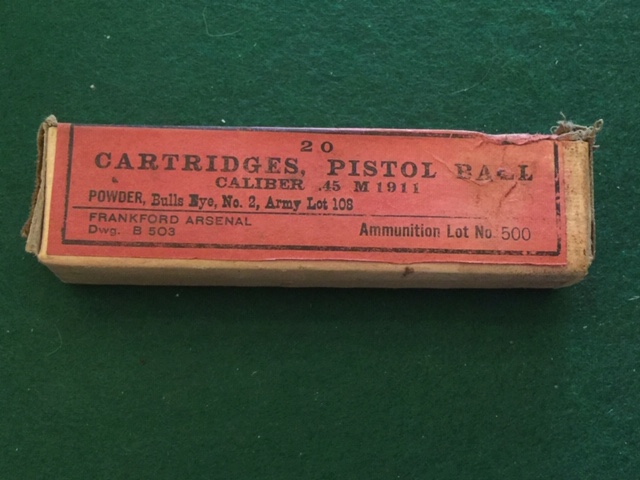 20
CARTRIDGES, PISTOL BALL
CALIBER .45 M 1911
POWDER, Bulls Eye, No. 2, Army Lot 108
FRANKFORD ARSENAL
Dwg. B 503
Ammunition Lot No. 500